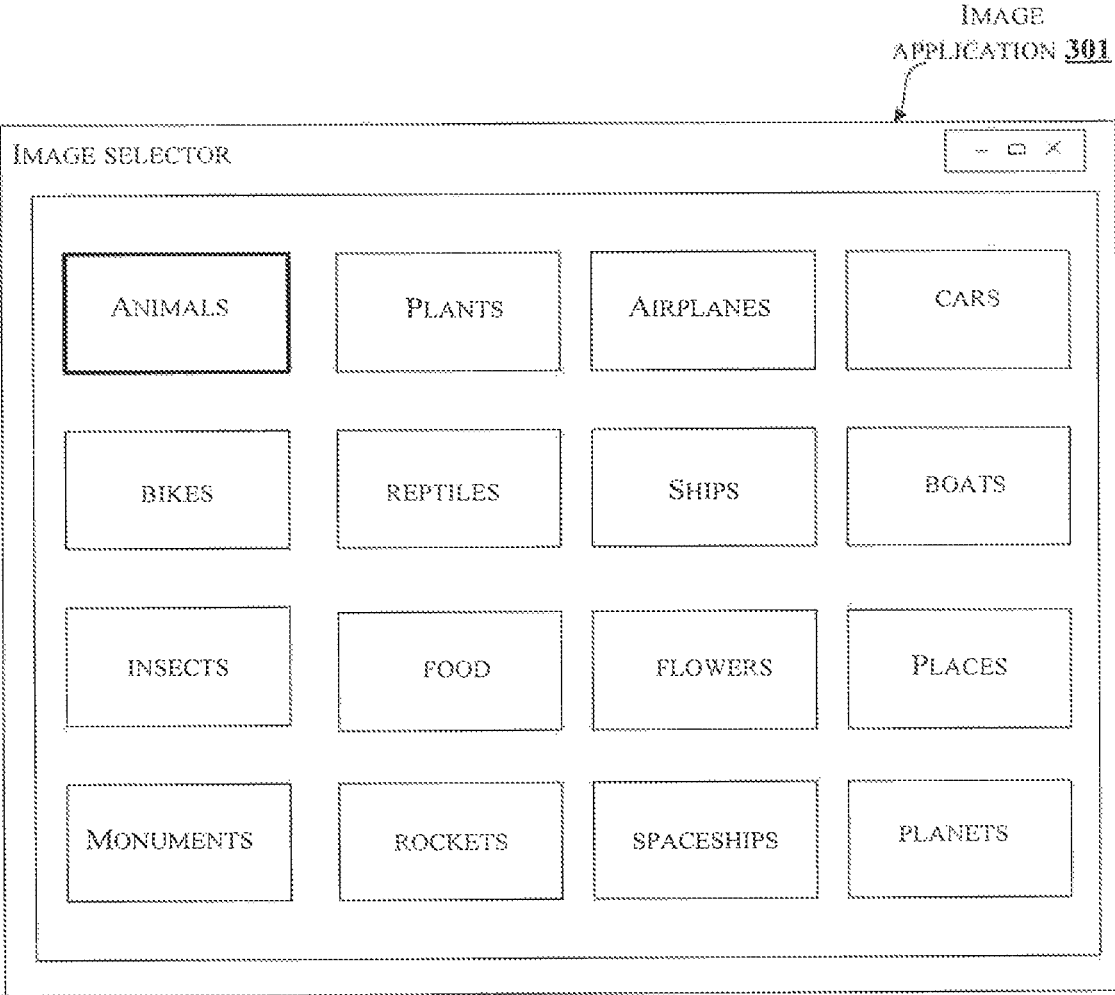 IMAGE
APPLICATION 301
IMAGE SELECTOR
ANIMALS PLANTS AIRPLANES CARS
BIKES REPTILES SHIPS BOATS
INSECTS FOOD FLOWERS PLACES
MONUMENTS ROCKETS SPACESHIPS PLANETS